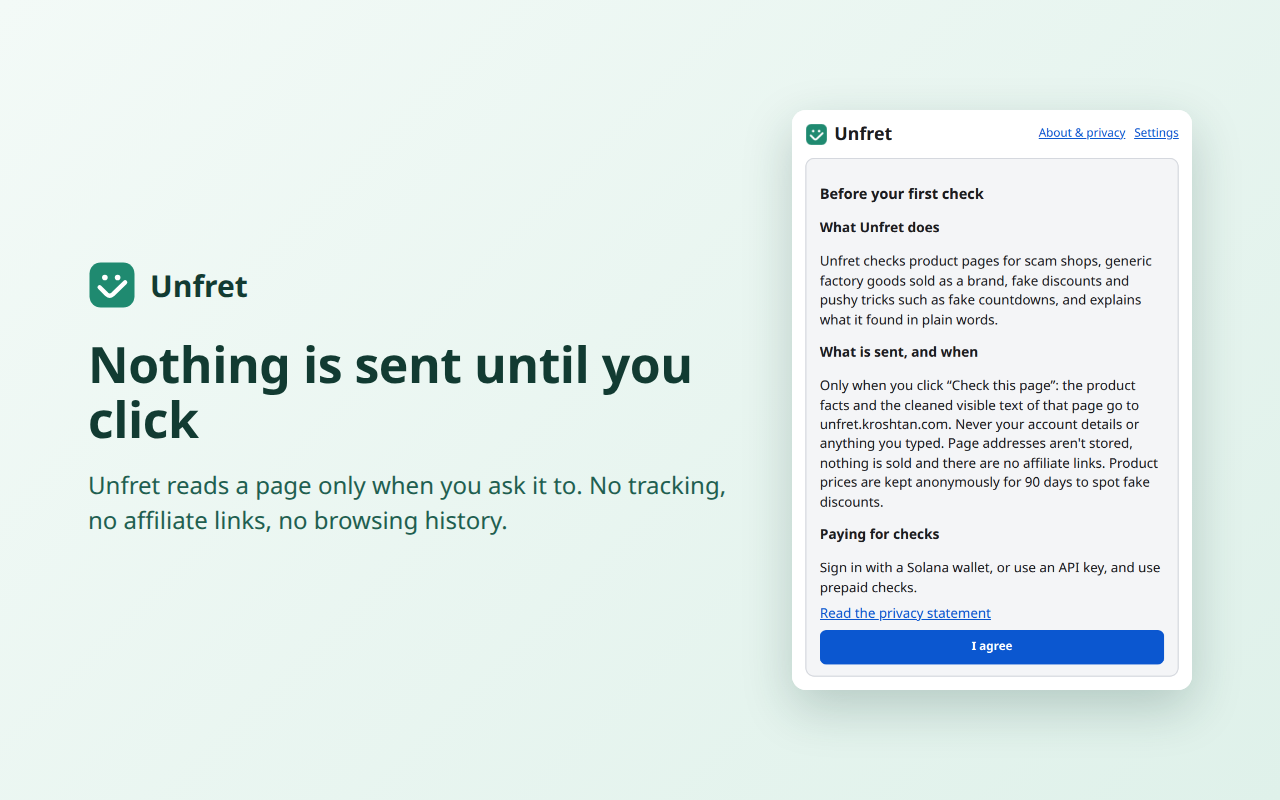 Unfret
Nothing is sent until you
click
Unfret reads a page only when you ask it to. No tracking,
no affiliate links, no browsing history.
Unfret
About & privacy Settings
Before your first check
What Unfret does
Unfret checks product pages for scam shops, generic
factory goods sold as a brand, fake discounts and
pushy tricks such as fake countdowns, and explains
what it found in plain words.
What is sent, and when
Only when you click “Check this page”: the product
facts and the cleaned visible text of that page go to
unfret.kroshtan.com. Never your account details or
anything you typed. Page addresses aren't stored,
nothing is sold and there are no affiliate links. Product
prices are kept anonymously for 90 days to spot fake
discounts.
Paying for checks
Sign in with a Solana wallet, or use an API key, and use
prepaid checks.
Read the privacy statement
I agree